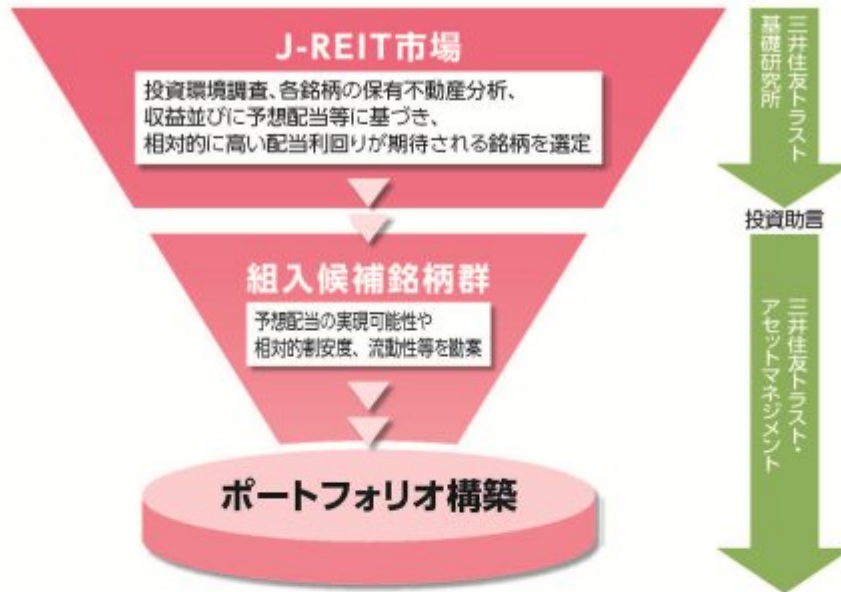 J-REIT市場
投資環境調査、各銘柄の保有不動産分析、
収益並びに予想配当等に基づき、
相対的に高い配当利回りが期待される銘柄を選定
組入候補銘柄群
予想配当の実現可能性や
相対的割安度、流動性等を勘案
ポートフォリオ構築
三井住友トラスト
基礎研究所
投資助言
三井住友トラスト・
アセットマネジメント